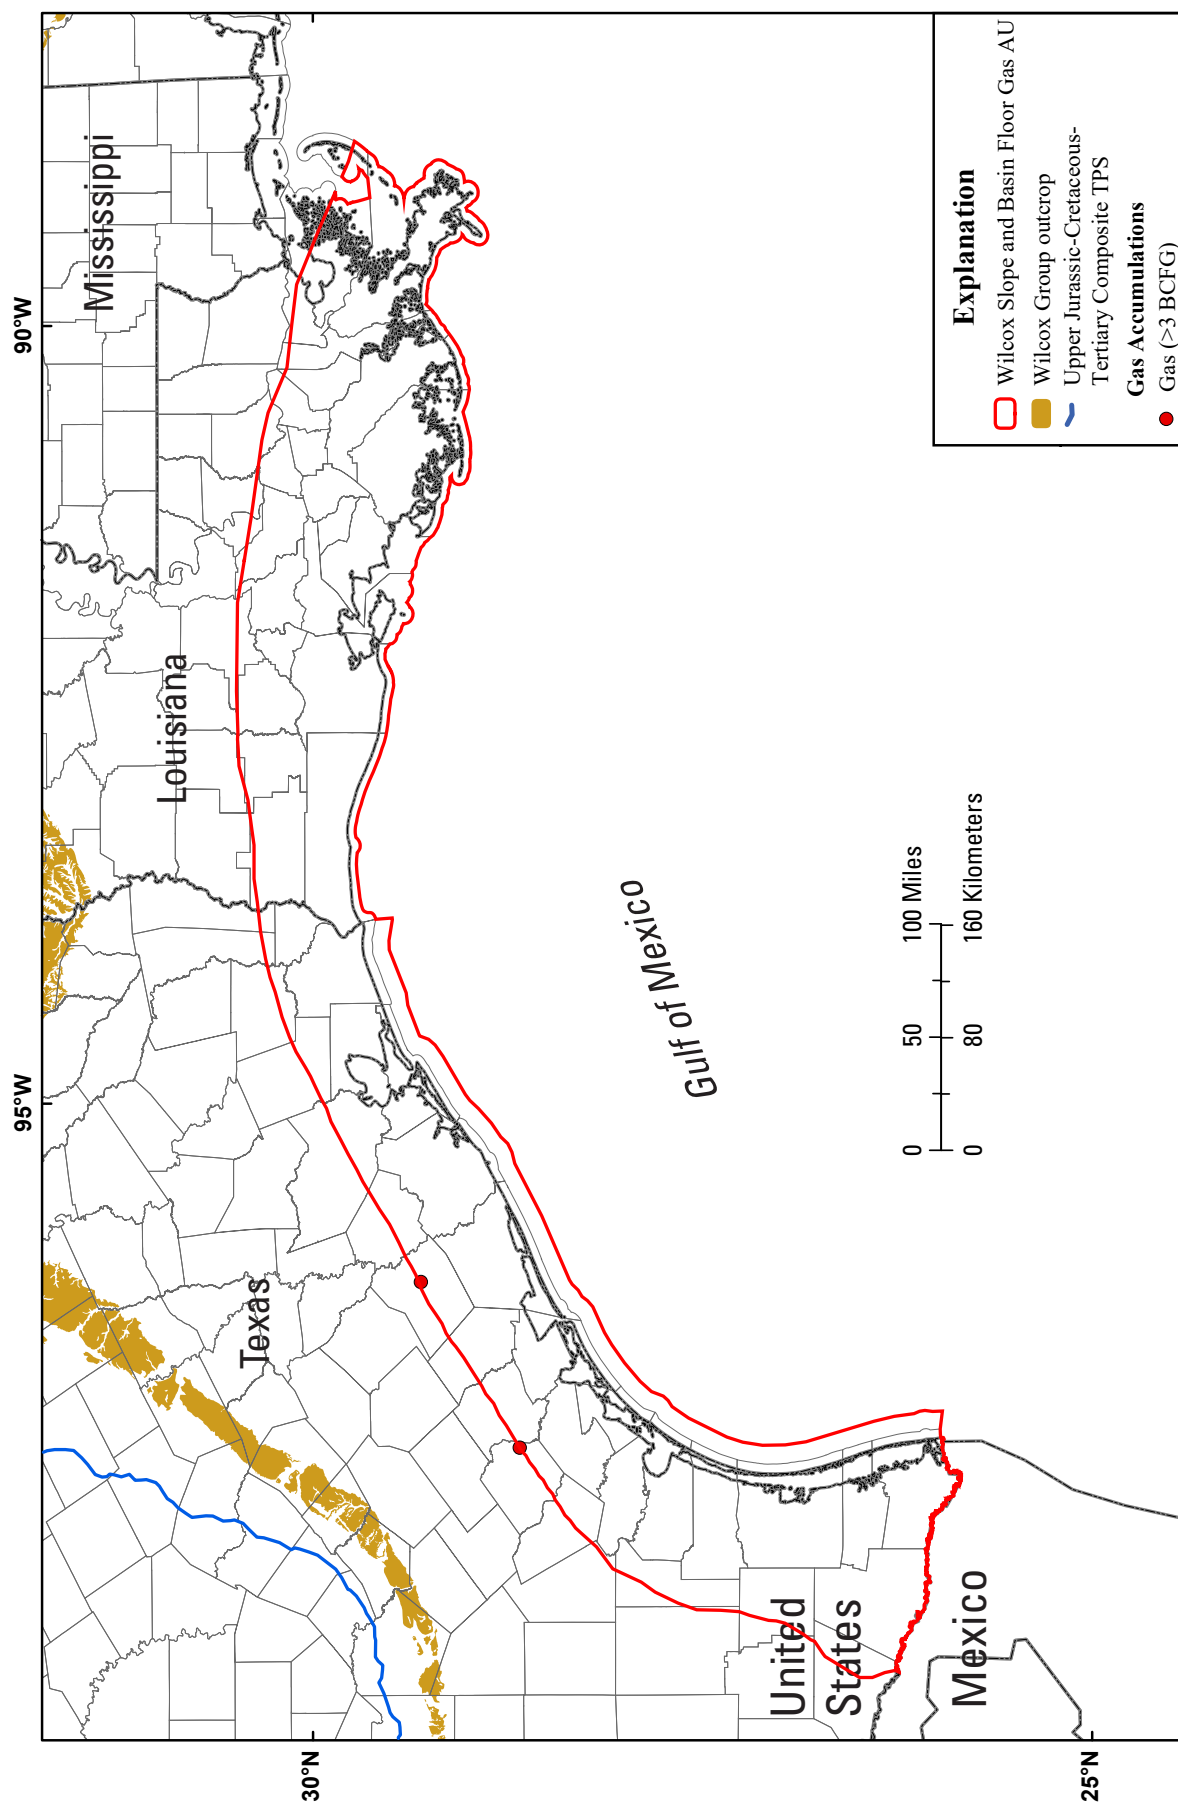 95°W
90°W
30°N
25°N
Mississippi
Louisiana
Texas
United
States
Mexico
Gulf of Mexico
0
50
100 Miles
0
80
160 Kilometers
Explanation
Wilcox Slope and Basin Floor Gas AU
Wilcox Group outcrop
Upper Jurassic-Cretaceous-
Tertiary Composite TPS
Gas Accumulations
Gas (>3 BCFG)